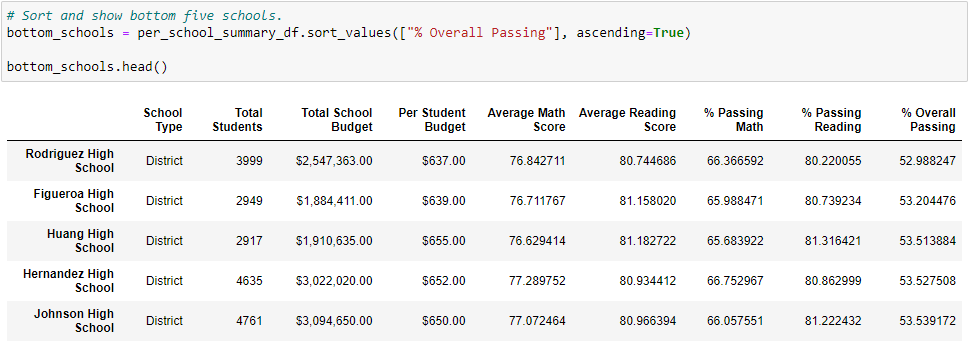 # Sort and show bottom five schools.
bottom_schools = per_school_summary_df.sort_values(["% Overall Passing"], ascending=True)
bottom_schools.head()
School Type Total Students Total School Budget Per Student Budget Average Math Score Average Reading Score % Passing Math % Passing Reading % Overall Passing
Rodriguez High School District 3999 $2,547,363.00 $637.00 76.842711 80.744686 66.366592 80.220055 52.988247
Figueroa High School District 2949 $1,884,411.00 $639.00 76.711767 81.158020 65.988471 80.739234 53.204476
Huang High School District 2917 $1,910,635.00 $655.00 76.629414 81.182722 65.683922 81.316421 53.513884
Hernandez High School District 4635 $3,022,020.00 $652.00 77.289752 80.934412 66.752967 80.862999 53.527508
Johnson High School District 4761 $3,094,650.00 $650.00 77.072464 80.966394 66.057551 81.222432 53.539172